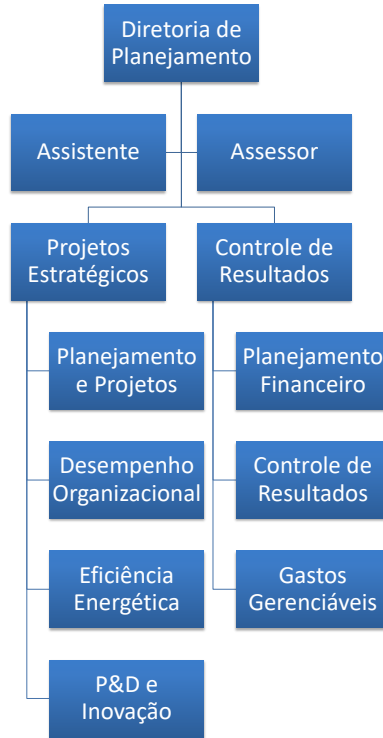 Diretoria de
Planejamento
Assistente
Assessor
Projetos
Estratégicos
Controle de
Resultados
Planejamento
e Projetos
Planejamento
Financeiro
Desempenho
Organizacional
Controle de
Resultados
Eficiência
Energética
Gastos
Gerenciáveis
P&D e
Inovação